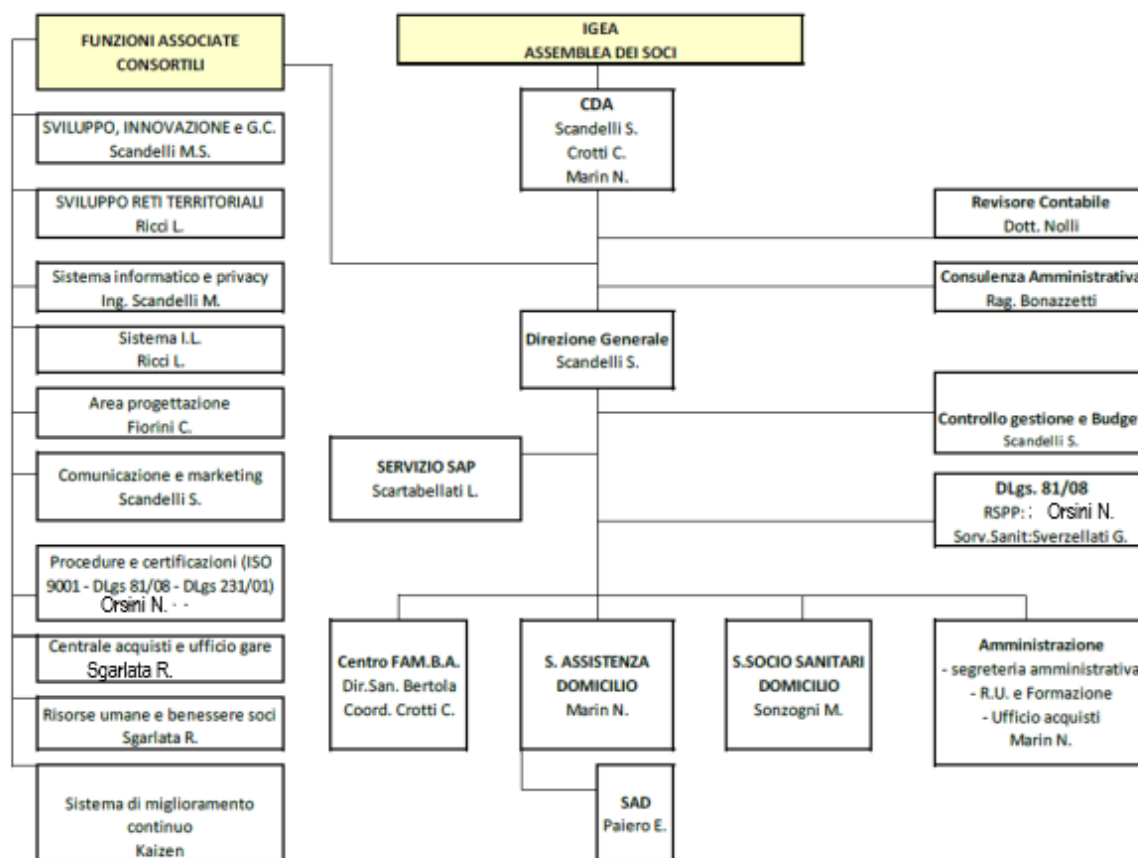 FUNZIONI ASSOCIATE
CONSORTILI
SVILUPPO, INNOVAZIONE e G.C.
Scandelli M.S.
SVILUPPO RETI TERRITORIALI
Ricci L.
Sistema informatico e privacy
Ing. Scandelli M.
Sistema I.L.
Ricci L.
Area progettazione
Fiorini C.
Comunicazione e marketing
Scandelli S.
Procedure e certificazioni (ISO
9001 - DLgs 81/08 - DLgs 231/01)
Orsini N. - -
Centrale acquisti e ufficio gare
Sgarlata R.
Risorse umane e benessere soci
Sgarlata R.
Sistema di miglioramento
continuo
Kaizen
IGEA
ASSEMBLEA DEI SOCI
CDA
Scandelli S.
Crotti C.
Marin N.
Revisore Contabile
Dott. Nolli
Consulenza Amministrativa
Rag. Bonazzetti
Direzione Generale
Scandelli S.
Controllo gestione e Budget
Scandelli S.
SERVIZIO SAP
Scartabellati L.
DLgs. 81/08
RSPP: : Orsini N.
Sorv.Sanit:Sverzellati G.
Centro FAM.B.A.
Dir.San. Bertola
Coord. Crotti C.
S. ASSISTENZA
DOMICILIO
Marin N.
S.SOCIO SANITARI
DOMICILIO
Sonzogni M.
Amministrazione
- segreteria amministrativa
- R.U. e Formazione
- Ufficio acquisti
Marin N.
SAD
Paiero E.